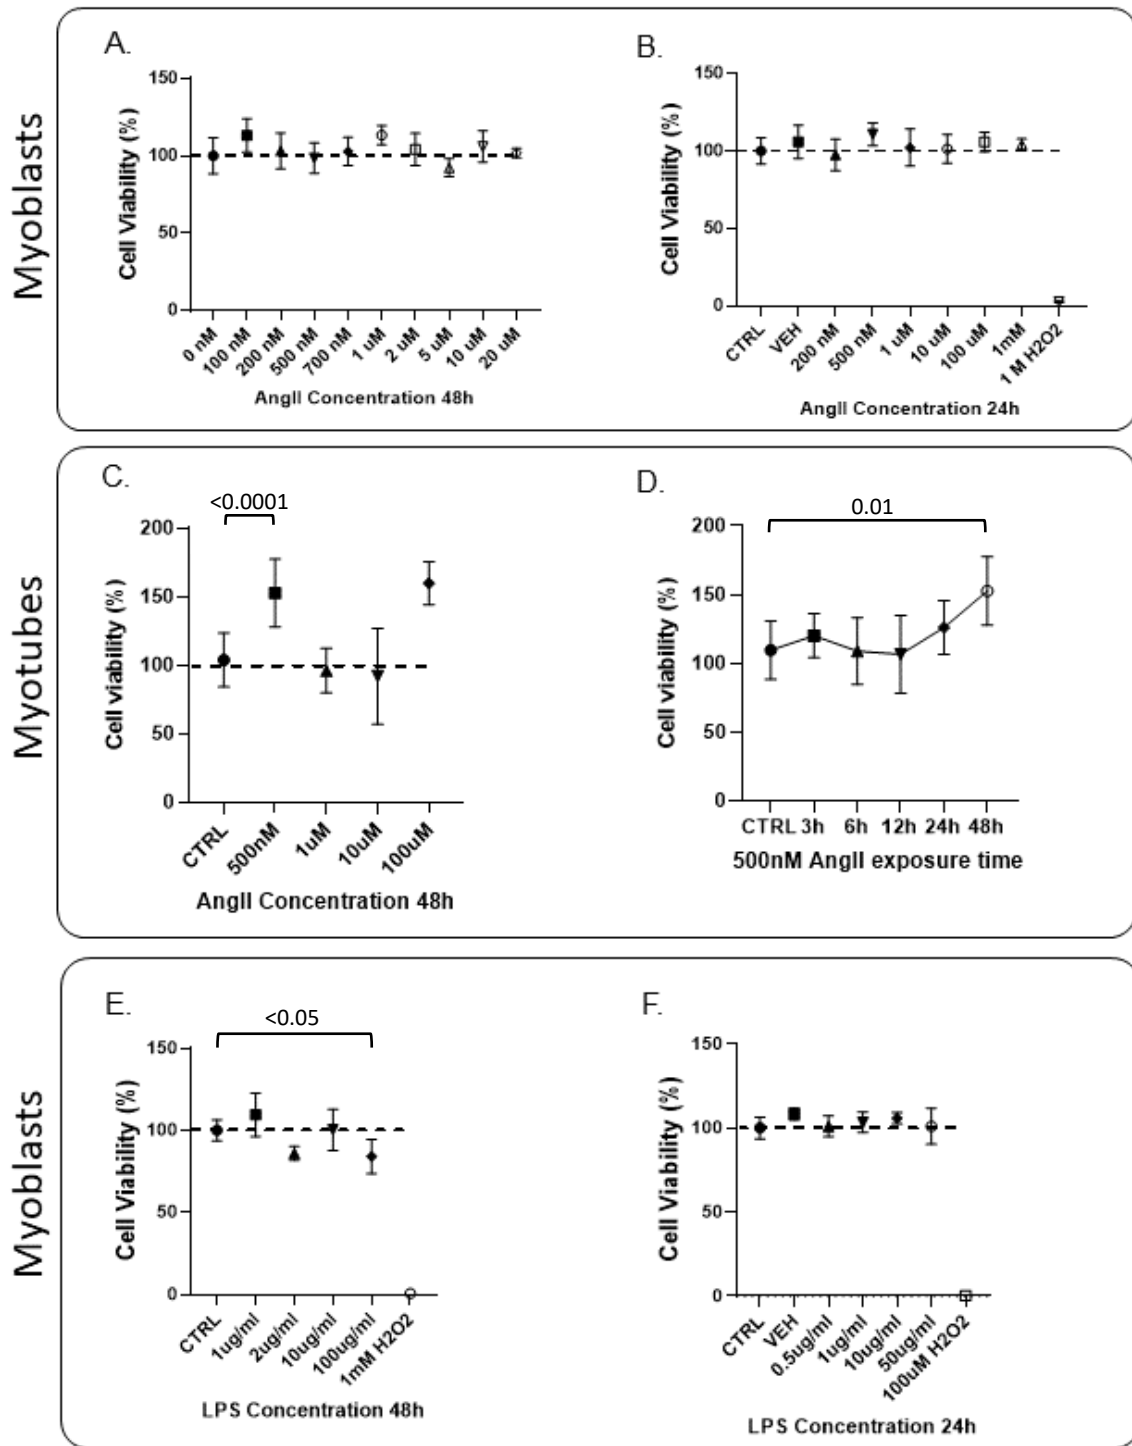 Myoblasts
A.
Cell Viability (%)
150
100
50
0
0 nM
100 nM
200 nM
500 nM
700 nM
1 uM
2 uM
5 uM
10 uM
20 uM
AngII Concentration 48h
B.
Cell Viability (%)
150
100
50
0
CTRL
VEH
200 nM
500 nM
1 uM
10 uM
100 uM
1mM
1 M H2O2
AngII Concentration 24h
Myotubes
C.
<0.0001
Cell viability (%)
200
150
100
50
0
CTRL
500nM
1uM
10uM
100uM
AngII Concentration 48h
D.
0.01
Cell viability (%)
200
150
100
50
0
CTRL 3h 6h 12h 24h 48h
500nM AngII exposure time
Myoblasts
E.
<0.05
Cell Viability (%)
150
100
50
0
CTRL
1ug/ml
2ug/ml
10ug/ml
100ug/ml
1mM H2O2
LPS Concentration 48h
F.
Cell Viability (%)
150
100
50
0
CTRL
VEH
0.5ug/ml
1ug/ml
10ug/ml
50ug/ml
100uM H2O2
LPS Concentration 24h